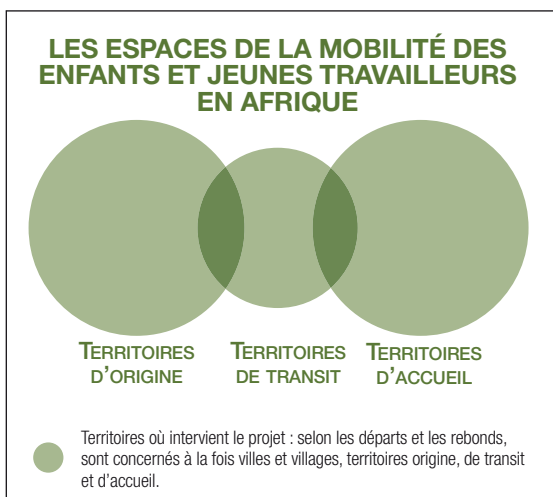 LES ESPACES DE LA MOBILITÉ DES
ENFANTS ET JEUNES TRAVAILLEURS
EN AFRIQUE
TERRITOIRES
D'ORIGINE
TERRITOIRES
DE TRANSIT
TERRITOIRES
D'ACCUEIL
Territoires où intervient le projet : selon les départs et les rebonds,
sont concernés à la fois villes et villages, territoires origine, de transit
et d'accueil.